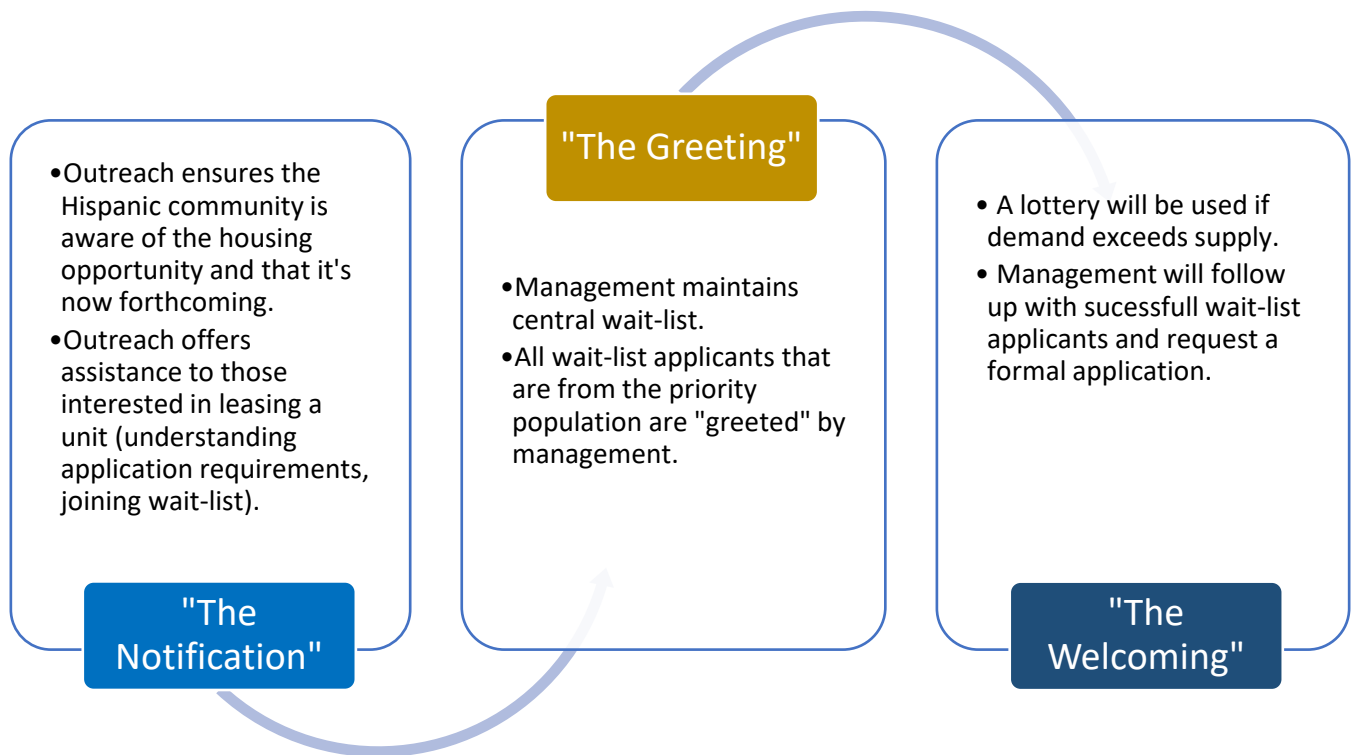 •Outreach ensures the
Hispanic community is
aware of the housing
opportunity and that it's
now forthcoming.
•Outreach offers
assistance to those
interested in leasing a
unit (understanding
application requirements,
joining wait-list).
"The
Notification"
"The Greeting"
•Management maintains
central wait-list.
•All wait-list applicants that
are from the priority
population are "greeted" by
management.
• A lottery will be used if
demand exceeds supply.
• Management will follow
up with sucessfull wait-list
applicants and request a
formal application.
"The
Welcoming"